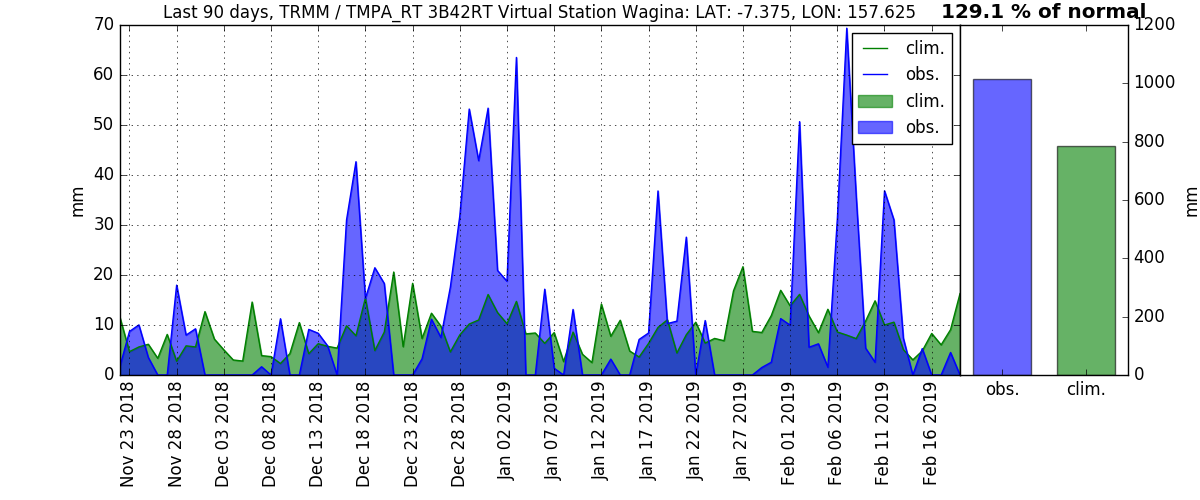 Last 90 days, TRMM / TMPA_RT 3B42RT Virtual Station Wagina: LAT: -7.375, LON: 157.625
129.1 % of normal
70
60
50
40
30
20
10
0
mm
clim.
obs.
clim.
obs.
Nov 23 2018
Nov 28 2018
Dec 03 2018
Dec 08 2018
Dec 13 2018
Dec 18 2018
Dec 23 2018
Dec 28 2018
Jan 02 2019
Jan 07 2019
Jan 12 2019
Jan 17 2019
Jan 22 2019
Jan 27 2019
Feb 01 2019
Feb 06 2019
Feb 11 2019
Feb 16 2019
1200
1000
800
600
400
200
0
mm
obs.
clim.